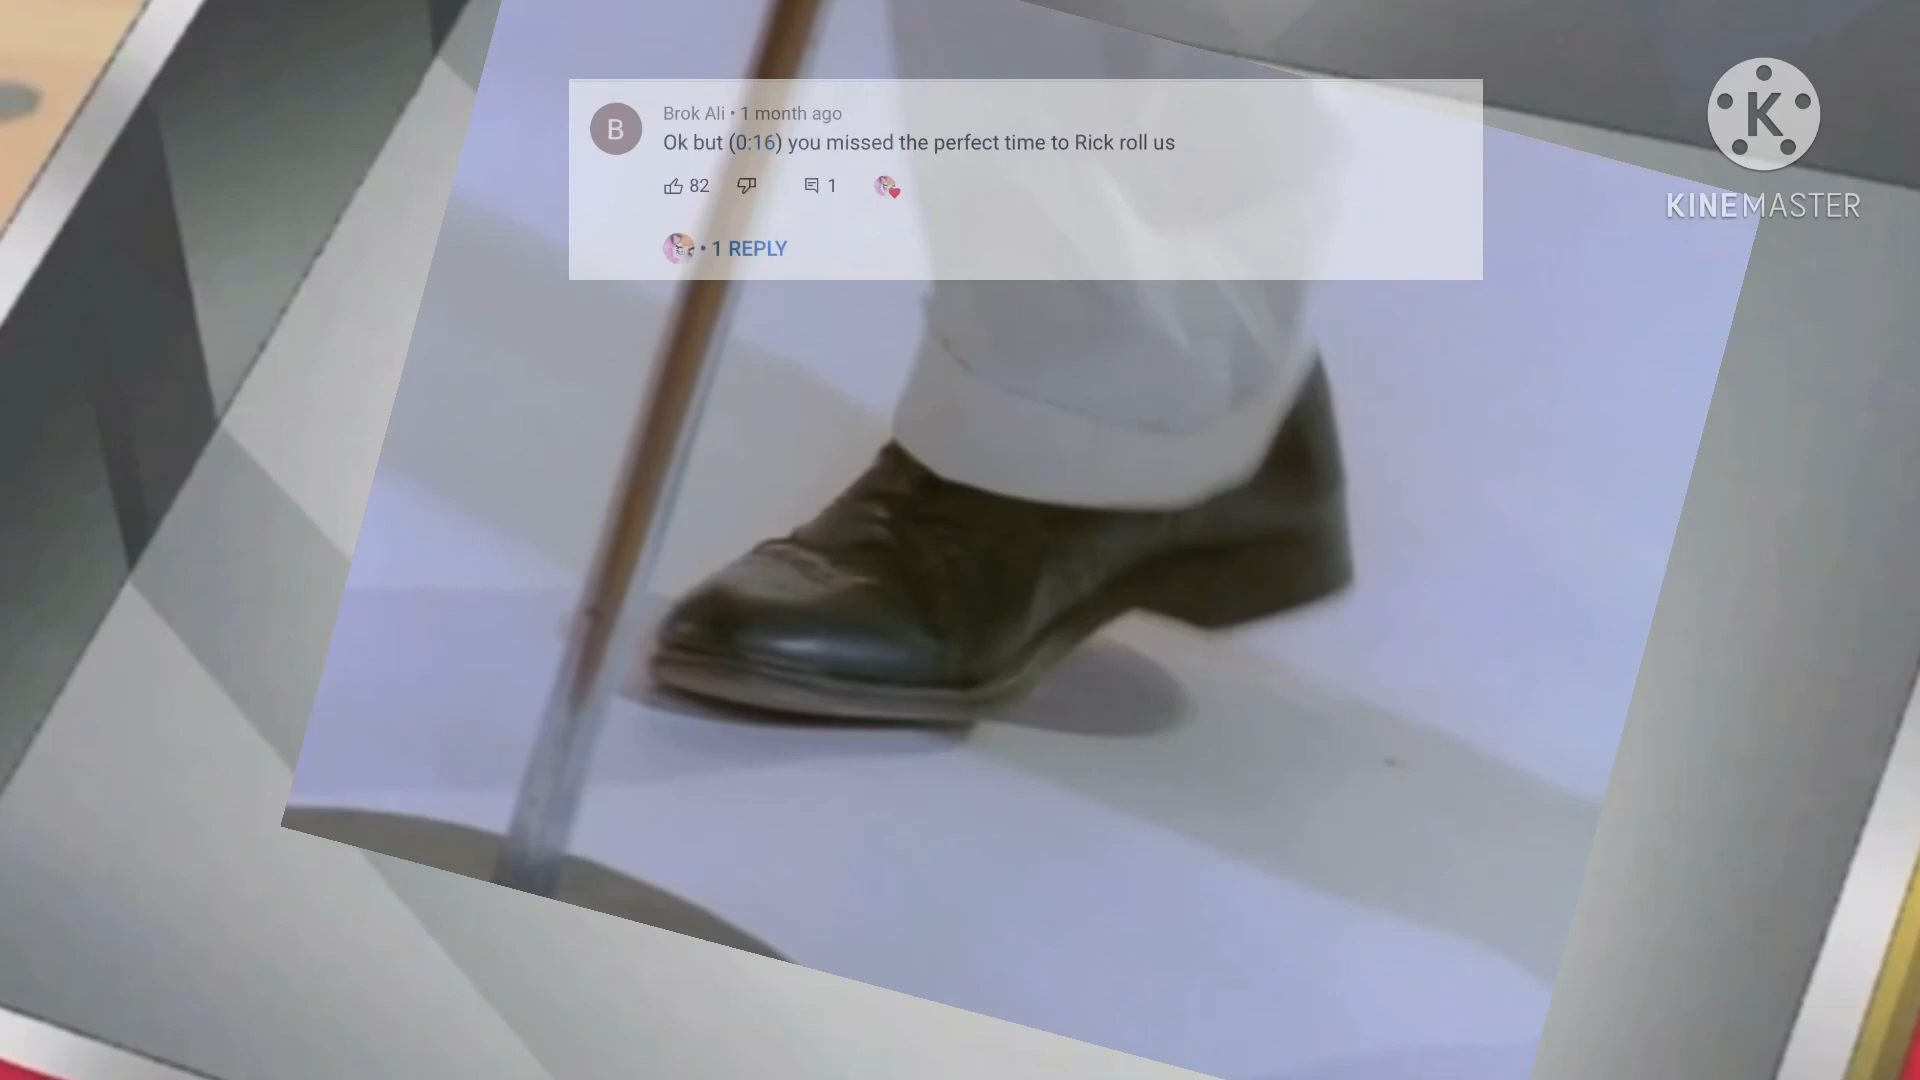 Brok Ali • 1 month ago
Ok but (0:16) you missed the perfect time to Rick roll us
82
1
• 1 REPLY
B
K
KINEMASTER